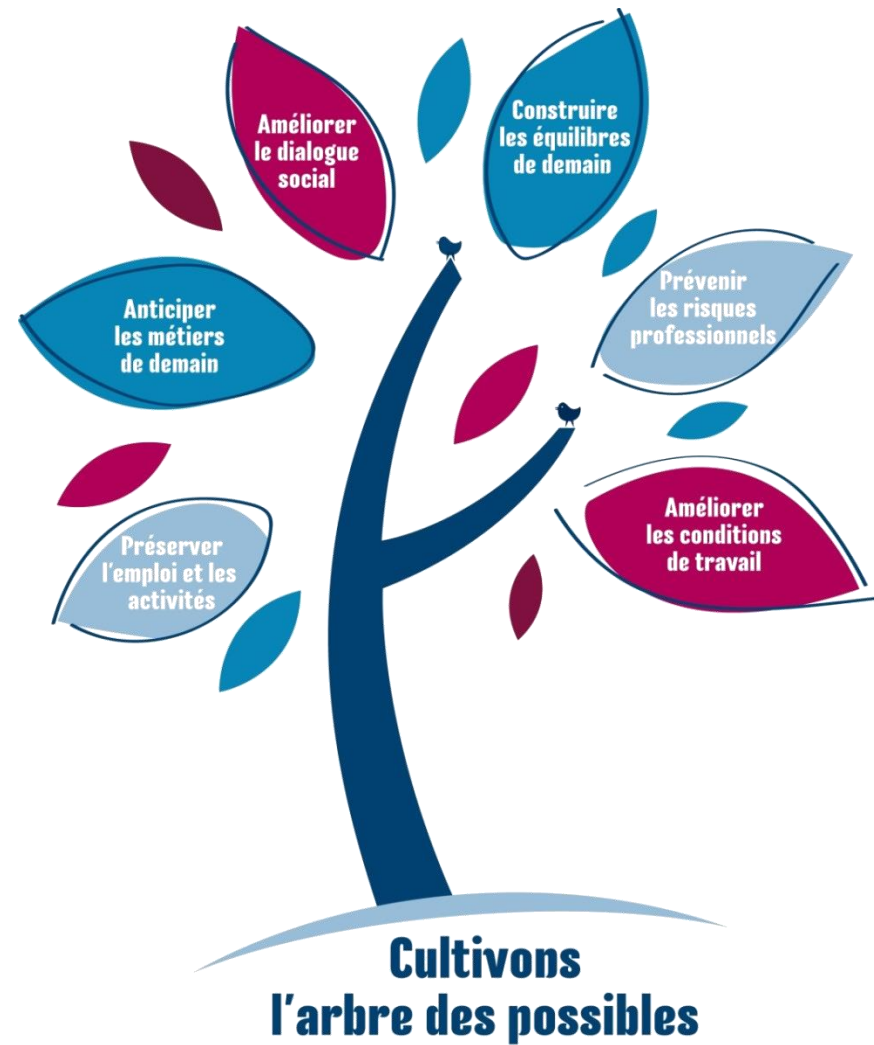 Améliorer
le dialogue
social
Construire
les équilibres
de demain
Anticiper
les métiers
de demain
Prévenir
les risques
professionnels
Préserver
l'emploi et les
activités
Améliorer
les conditions
de travail
Cultivons
l'arbre des possibles